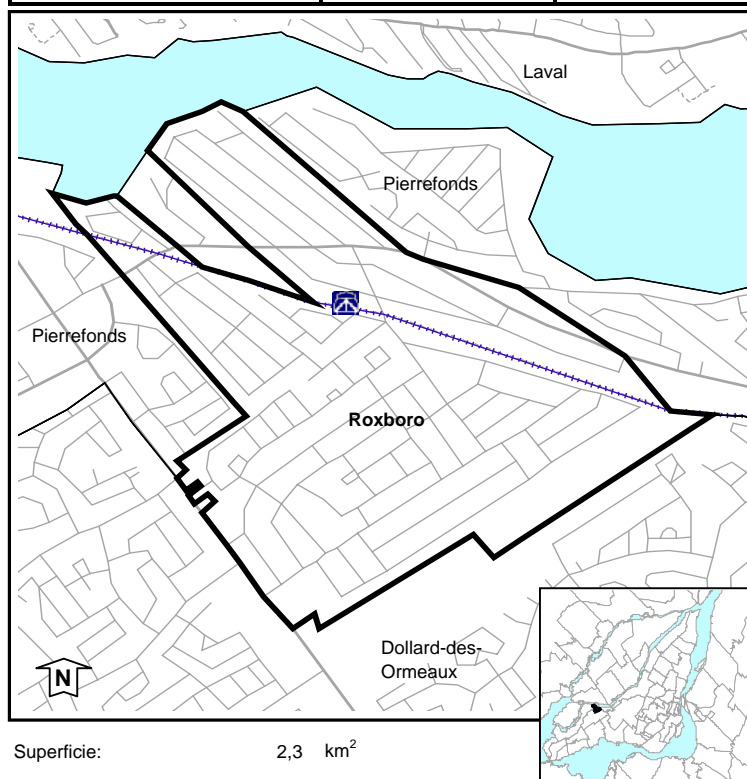 Laval
Pierrefonds
Pierrefonds
Roxboro
Dollard-des-
Ormeaux
N
Superficie: 2,3 km²